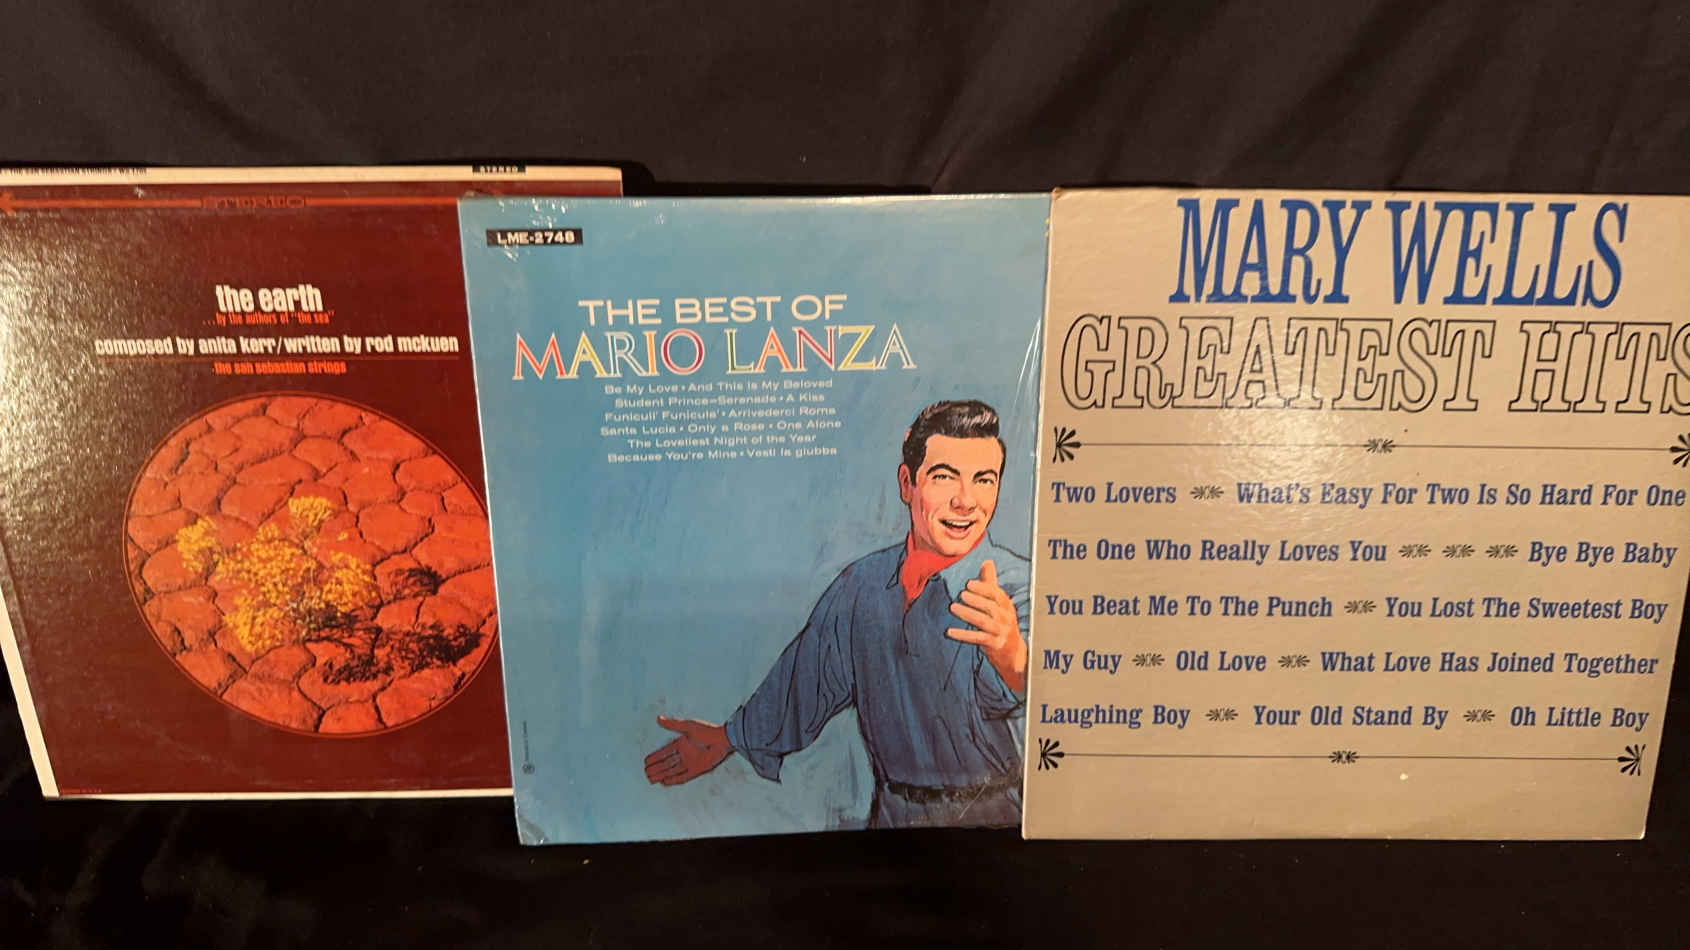 STEREO
STEREO
the earth
...by the authors of "the sea"
composed by anita kerr/written by rod mckuen
the san sebastian strings
LME-2748
THE BEST OF
MARIO LANZA
Be My Love • And This Is My Beloved
Student Prince-Serenade • A Kiss
Funiculi' Funicula' • Arrivederci Roma
Santa Lucia • Only a Rose • One Alone
The Loveliest Night of the Year
Because You're Mine • Vesti la giubba
MARY WELLS
GREATEST HITS
Two Lovers What's Easy For Two Is So Hard For One
The One Who Really Loves You Bye Bye Baby
You Beat Me To The Punch You Lost The Sweetest Boy
My Guy Old Love What Love Has Joined Together
Laughing Boy Your Old Stand By Oh Little Boy